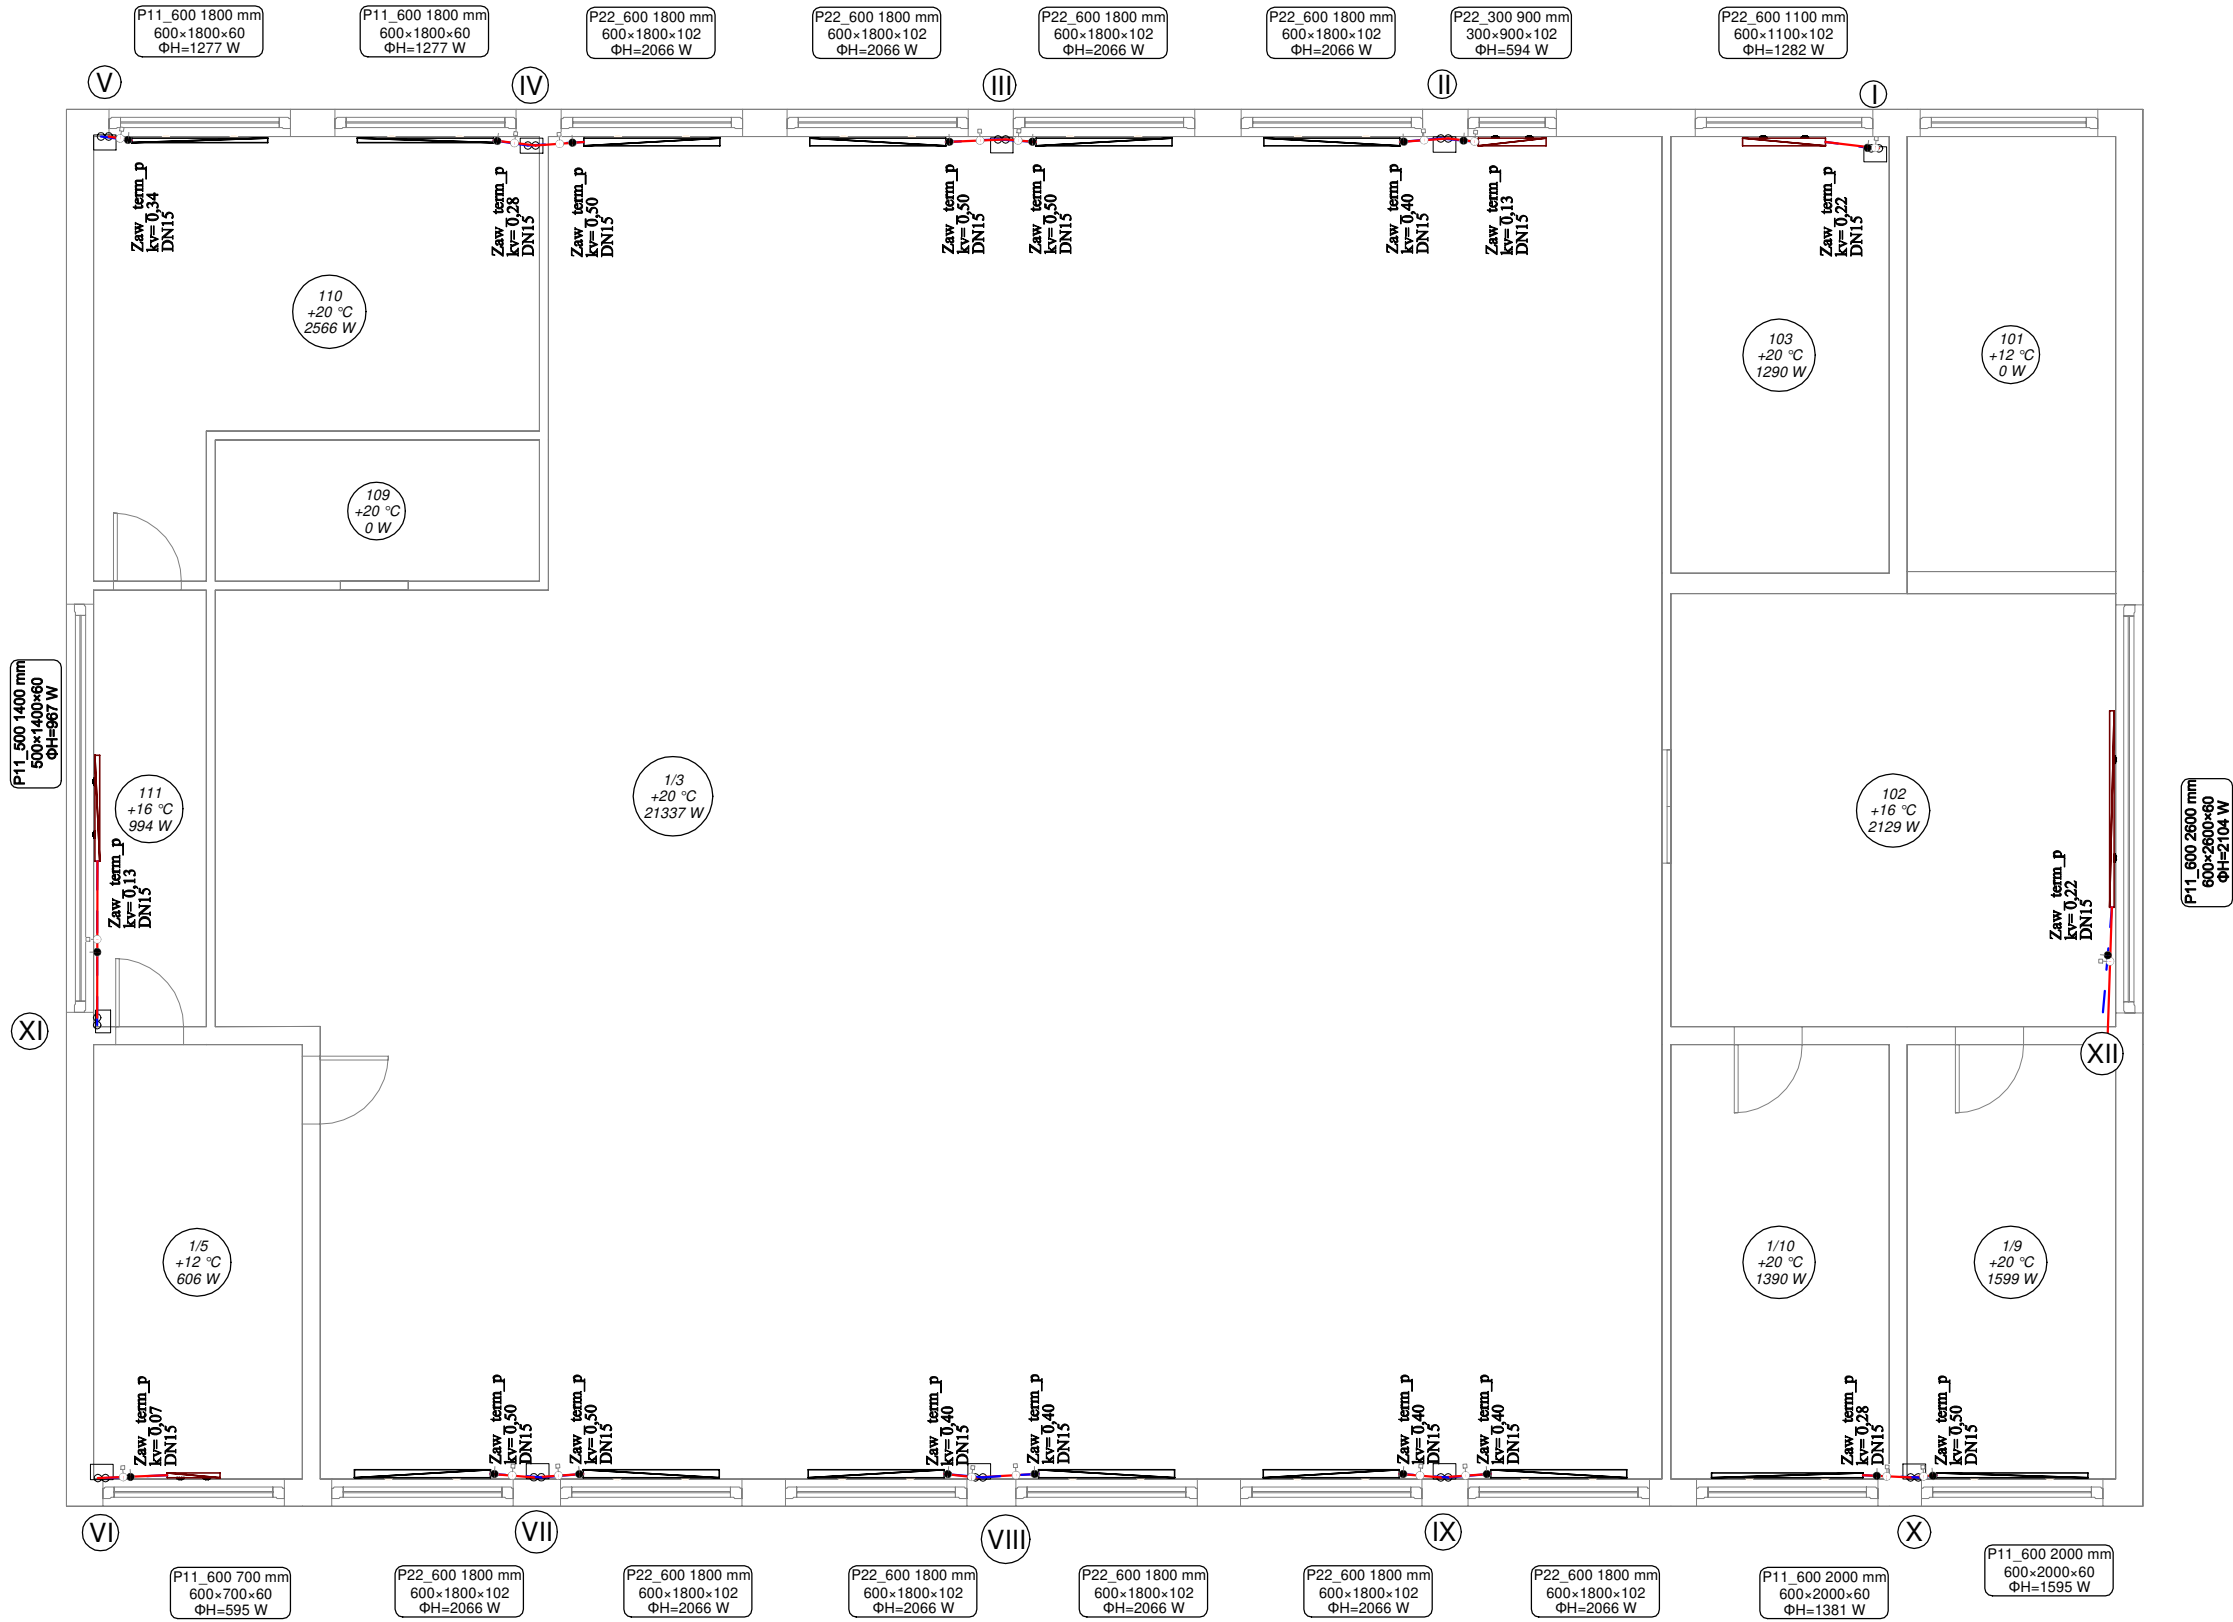 P11_600 1800 mm
600×1800×60
ΦH=1277 W
P11_600 1800 mm
600×1800×60
ΦH=1277 W
P22_600 1800 mm
600×1800×102
ΦH=2066 W
P22_600 1800 mm
600×1800×102
ΦH=2066 W
P22_600 1800 mm
600×1800×102
ΦH=2066 W
P22_600 1800 mm
600×1800×102
ΦH=2066 W
P22_300 900 mm
300×900×102
ΦH=594 W
P22_600 1100 mm
600×1100×102
ΦH=1282 W
V
IV
III
II
I
Zaw_term_p
kv= 0,34
DN15
Zaw_term_p
kv= 0,28
DN15
Zaw_term_p
kv= 0,50
DN15
Zaw_term_p
kv= 0,50
DN15
Zaw_term_p
kv= 0,50
DN15
Zaw_term_p
kv= 0,40
DN15
Zaw_term_p
kv= 0,13
DN15
Zaw_term_p
kv= 0,22
DN15
110
+20 °C
2566 W
103
+20 °C
1290 W
101
+12 °C
0 W
109
+20 °C
0 W
P11_500 1400 mm
500×1400×60
ΦH=967 W
111
+16 °C
994 W
1/3
+20 °C
21337 W
102
+16 °C
2129 W
P11_600 2600 mm
600×2600×60
ΦH=2104 W
Zaw_term_p
kv= 0,13
DN15
Zaw_term_p
kv= 0,22
DN15
XI
XII
1/5
+12 °C
606 W
1/10
+20 °C
1390 W
1/9
+20 °C
1599 W
Zaw_term_p
kv= 0,07
DN15
Zaw_term_p
kv= 0,50
DN15
Zaw_term_p
kv= 0,50
DN15
Zaw_term_p
kv= 0,40
DN15
Zaw_term_p
kv= 0,40
DN15
Zaw_term_p
kv= 0,40
DN15
Zaw_term_p
kv= 0,40
DN15
Zaw_term_p
kv= 0,28
DN15
Zaw_term_p
kv= 0,50
DN15
VI
VII
VIII
IX
X
P11_600 700 mm
600×700×60
ΦH=595 W
P22_600 1800 mm
600×1800×102
ΦH=2066 W
P22_600 1800 mm
600×1800×102
ΦH=2066 W
P22_600 1800 mm
600×1800×102
ΦH=2066 W
P22_600 1800 mm
600×1800×102
ΦH=2066 W
P22_600 1800 mm
600×1800×102
ΦH=2066 W
P22_600 1800 mm
600×1800×102
ΦH=2066 W
P11_600 2000 mm
600×2000×60
ΦH=1381 W
P11_600 2000 mm
600×2000×60
ΦH=1595 W